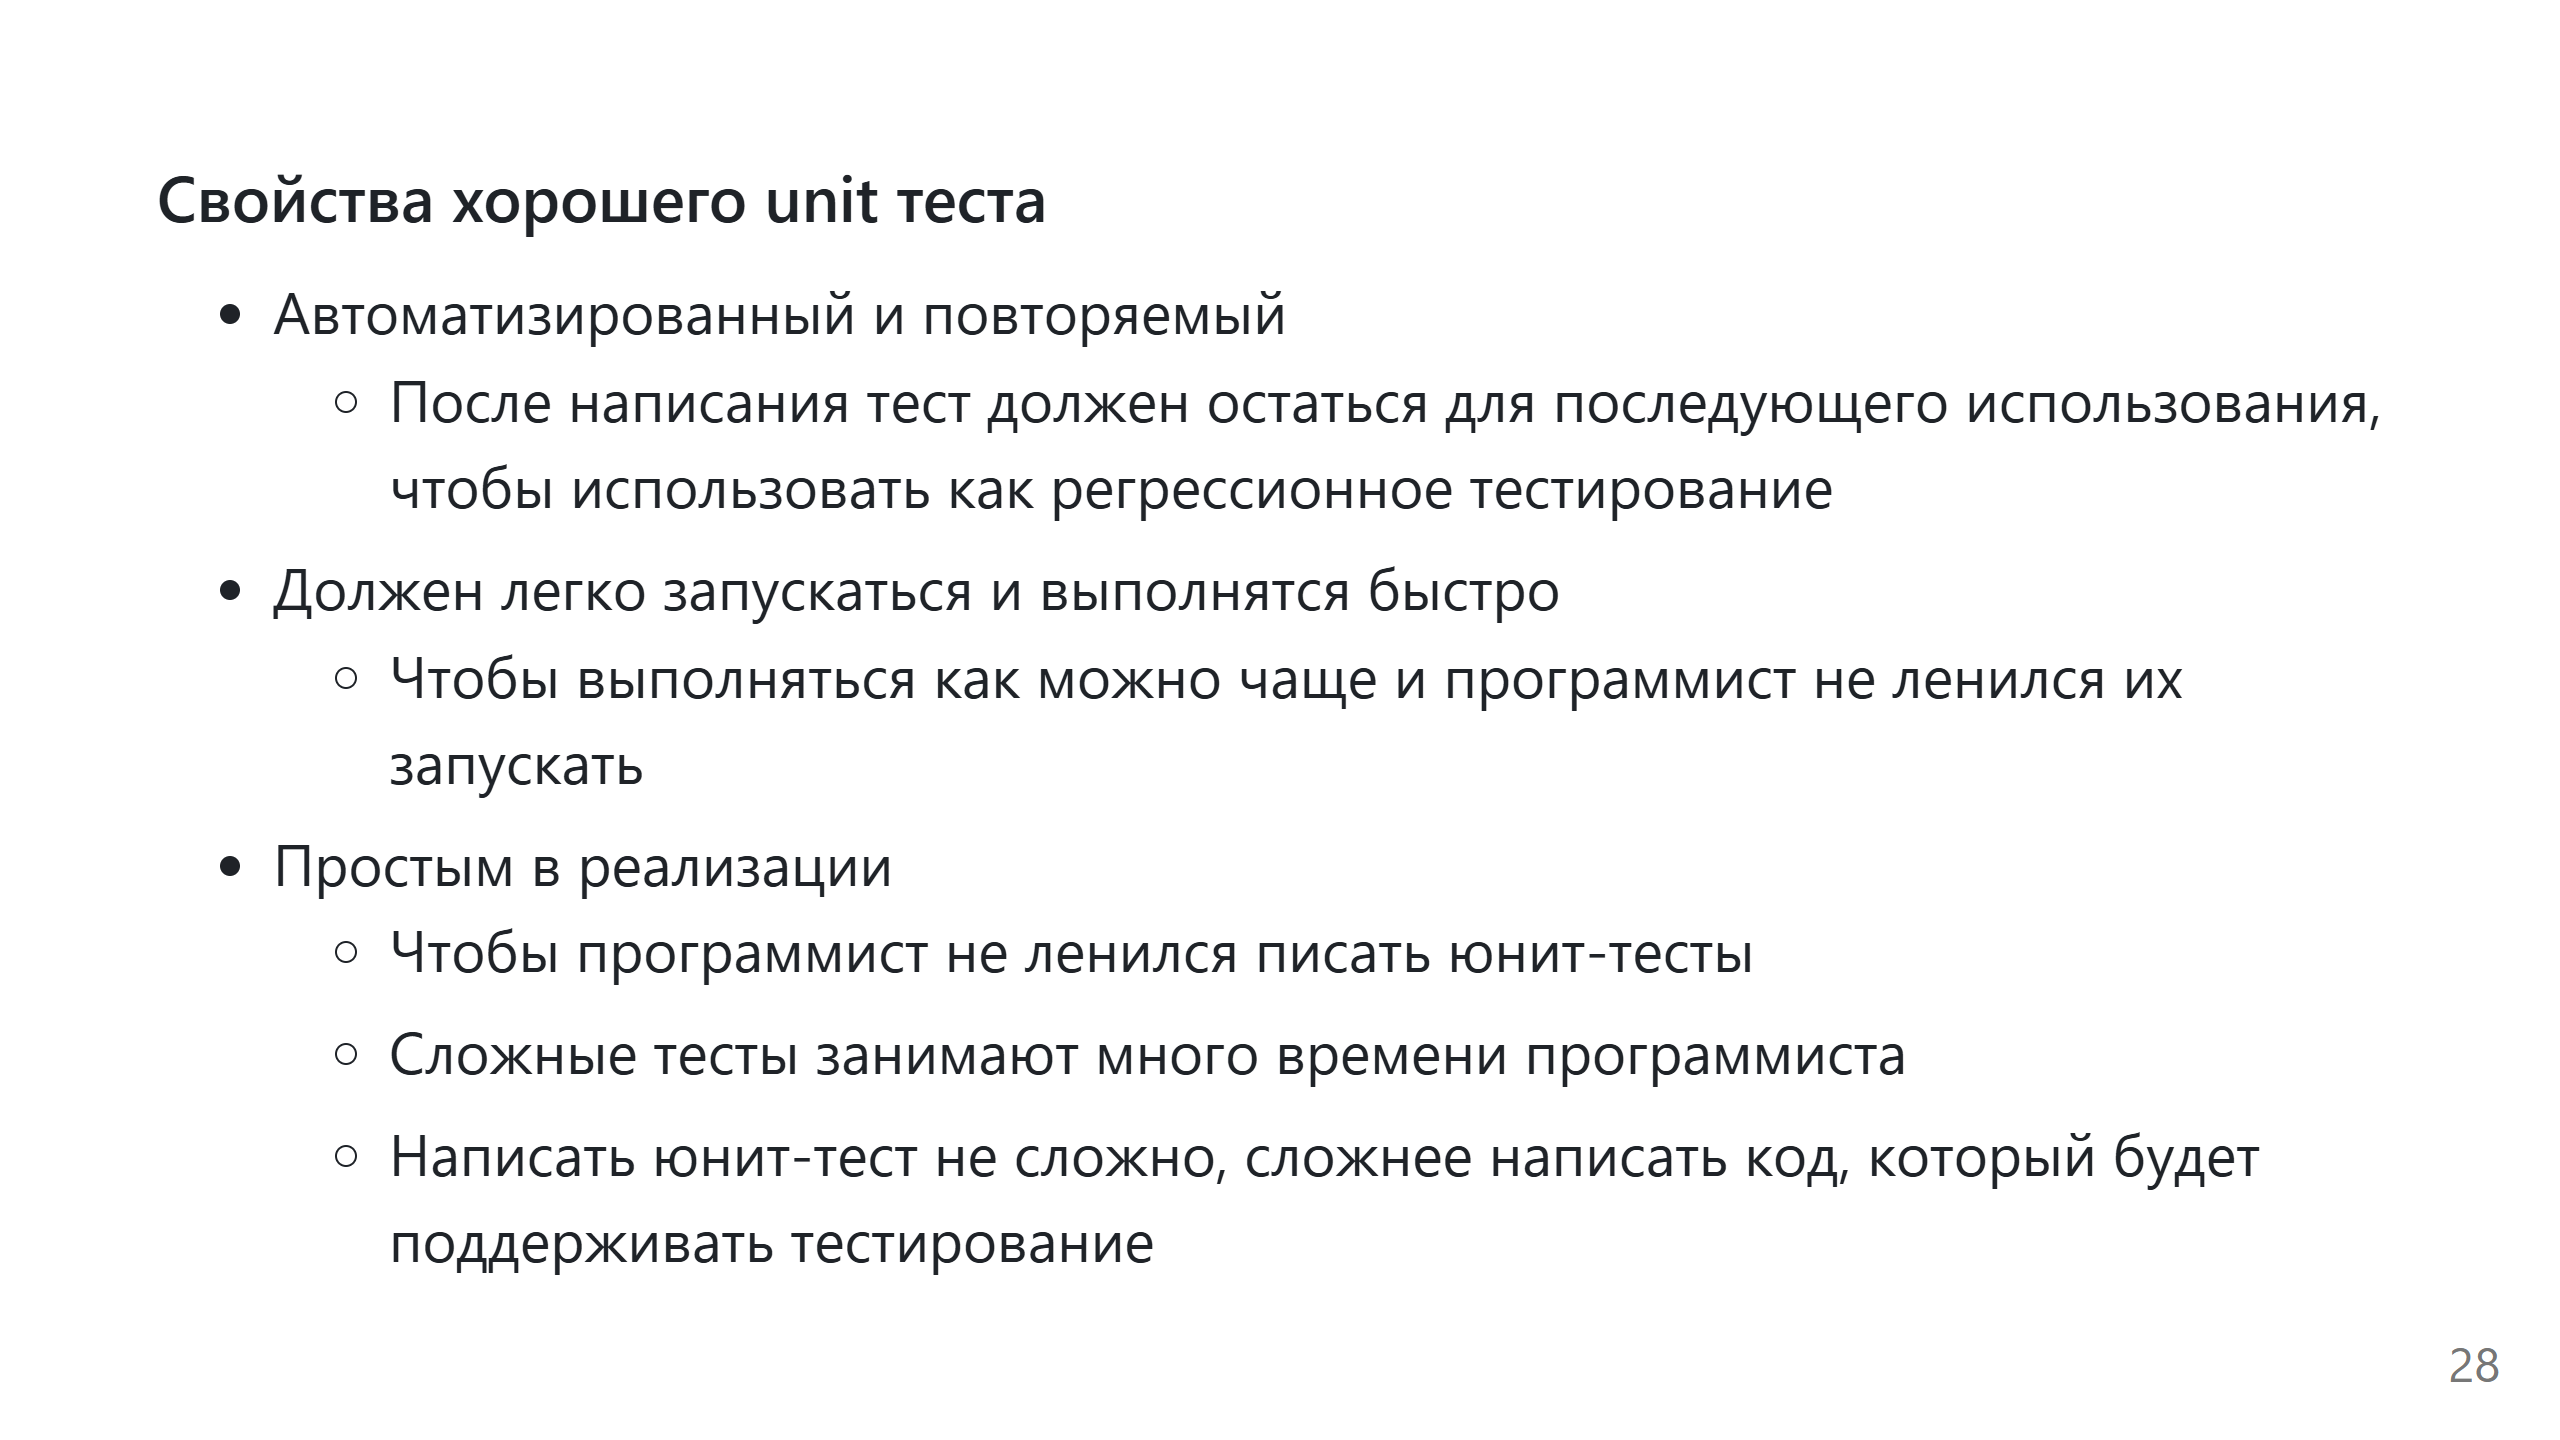 Свойства хорошего unit теста
• Автоматизированный и повторяемый
○ После написания тест должен остаться для последующего использования,
чтобы использовать как регрессионное тестирование
• Должен легко запускаться и выполнятся быстро
○ Чтобы выполняться как можно чаще и программист не ленился их
запускать
• Простым в реализации
○ Чтобы программист не ленился писать юнит-тесты
○ Сложные тесты занимают много времени программиста
○ Написать юнит-тест не сложно, сложнее написать код, который будет
поддерживать тестирование
28